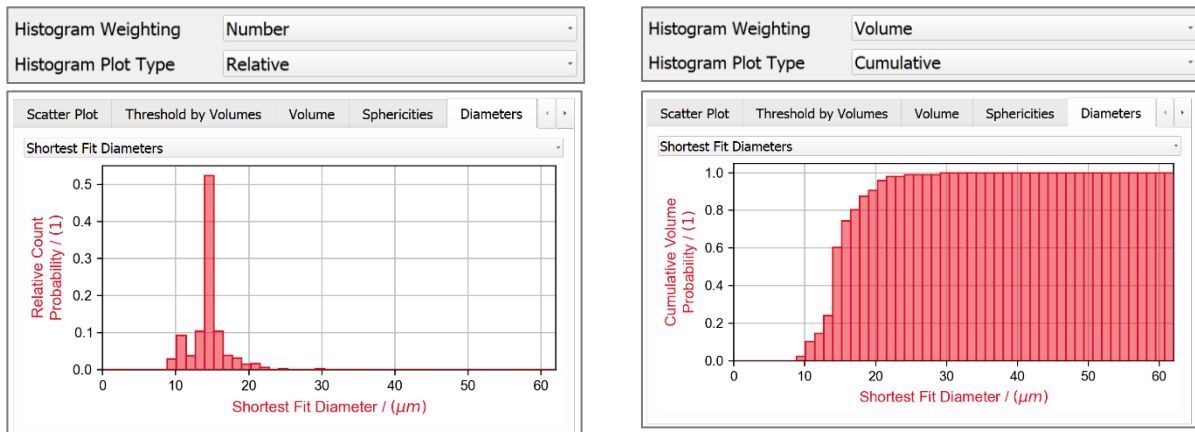 Histogram Weighting Number
Histogram Plot Type Relative
Scatter Plot Threshold by Volumes Volume Sphericities Diameters
Shortest Fit Diameters
0.5
0.4
0.3
0.2
0.1
0.0
Relative Count
Probability / (1)
0 10 20 30 40 50 60
Shortest Fit Diameter / (μm)
Histogram Weighting Volume
Histogram Plot Type Cumulative
Scatter Plot Threshold by Volumes Volume Sphericities Diameters
Shortest Fit Diameters
1.0
0.8
0.6
0.4
0.2
0.0
Cumulative Volume
Probability / (1)
0 10 20 30 40 50 60
Shortest Fit Diameter / (μm)